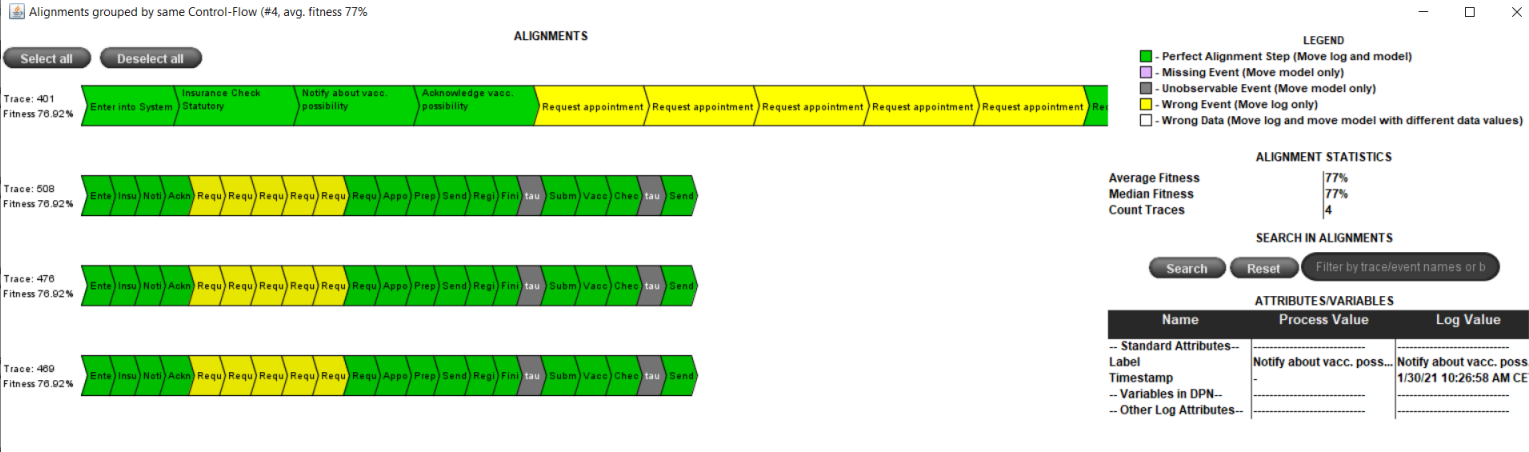 Alignments grouped by same Control-Flow (#4, avg. fitness 77%
ALIGNMENTS
Select all
Deselect all
Trace: 401
Fitness 76.92%
Enter into System
Insurance Check
Statutory
Notify about vacc.
possibility
Acknowledge vacc.
possibility
Request appointment
Request appointment
Request appointment
Request appointment
Request appointment
Re
Trace: 508
Fitness 76.92%
Ente Insu Noti Ackn Requ Requ Requ Requ Requ Requ Appo Prep Send Regi Fini tau Subm Vacc Chec tau Send
Trace: 476
Fitness 76.92%
Ente Insu Noti Ackn Requ Requ Requ Requ Requ Requ Appo Prep Send Regi Fini tau Subm Vacc Chec tau Send
Trace: 469
Fitness 76.92%
Ente Insu Noti Ackn Requ Requ Requ Requ Requ Requ Appo Prep Send Regi Fini tau Subm Vacc Chec tau Send
LEGEND
- Perfect Alignment Step (Move log and model)
- Missing Event (Move model only)
- Unobservable Event (Move model only)
- Wrong Event (Move log only)
- Wrong Data (Move log and move model with different data values)
ALIGNMENT STATISTICS
Average Fitness 77%
Median Fitness 77%
Count Traces 4
SEARCH IN ALIGNMENTS
Search
Reset
Filter by trace/event names or b
ATTRIBUTES/VARIABLES
Name Process Value Log Value
-- Standard Attributes-- ---------------------------- ----------------------------
Label Notify about vacc. poss... Notify about vacc. poss.
Timestamp - 1/30/21 10:26:58 AM CE
-- Variables in DPN-- ---------------------------- ----------------------------
-- Other Log Attributes-- ---------------------------- ----------------------------